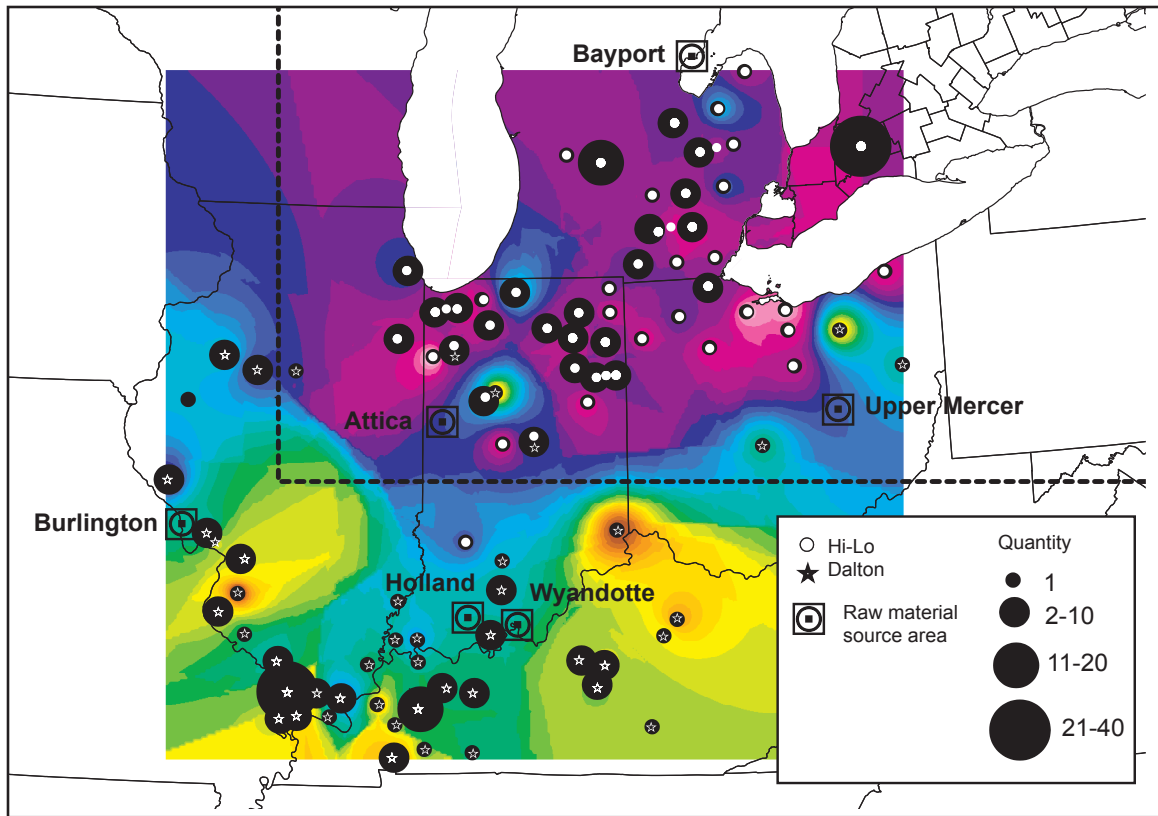 Bayport
Attica
Upper Mercer
Burlington
Holland
Wyandotte
Hi-Lo
Dalton
Raw material
source area
Quantity
1
2-10
11-20
21-40